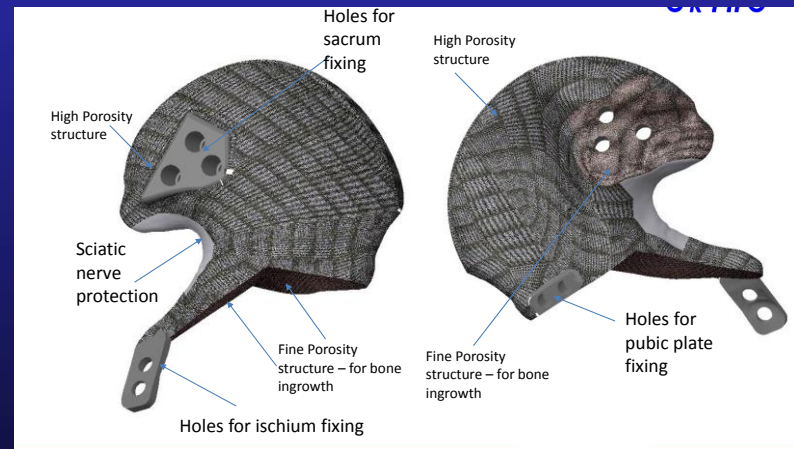 Holes for
sacrum
fixing
High Porosity
structure
High Porosity
structure
Sciatic
nerve
protection
Fine Porosity
structure – for bone
ingrowth
Holes for ischium fixing
Fine Porosity
structure – for bone
ingrowth
Holes for
pubic plate
fixing